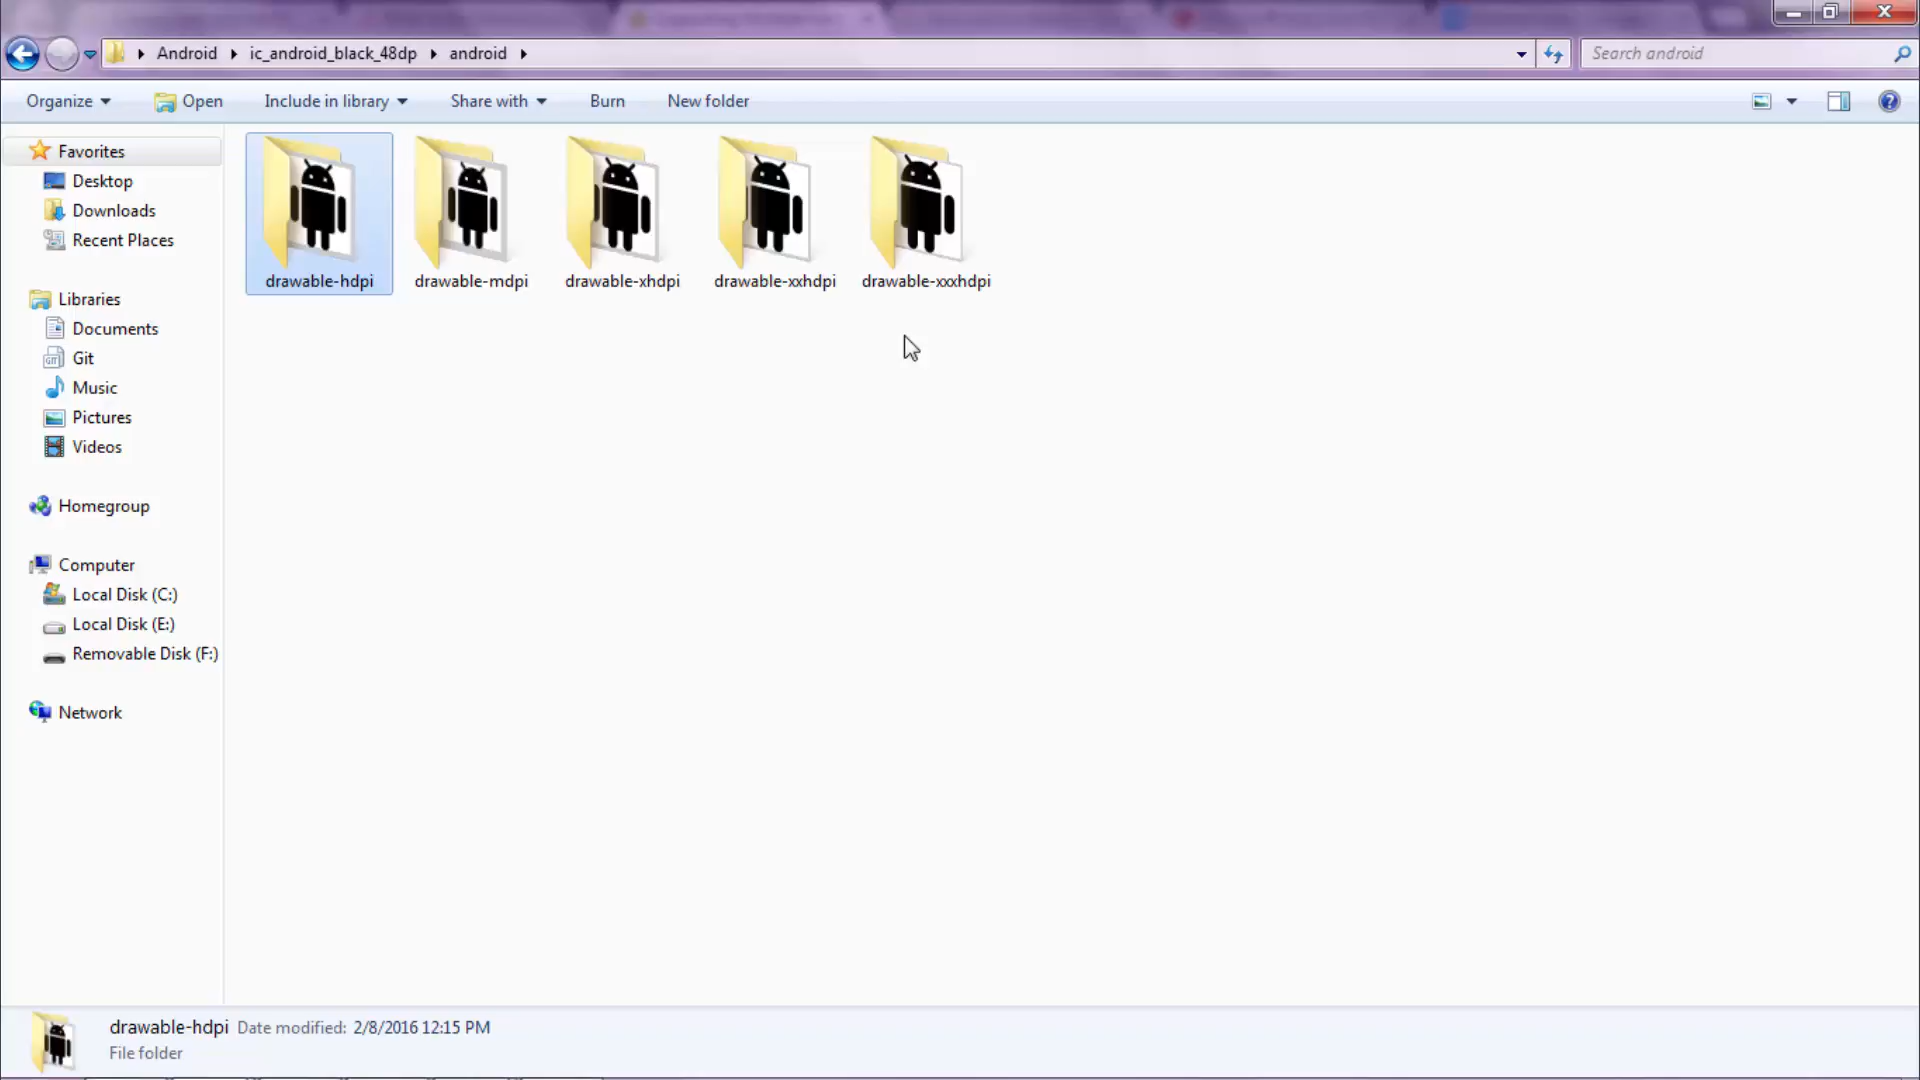 Android ic_android_black_48dp android
Search android
Organize Open Include in library Share with Burn New folder
Favorites
Desktop
Downloads
Recent Places
Libraries
Documents
Git
Music
Pictures
Videos
Homegroup
Computer
Local Disk (C:)
Local Disk (E:)
Removable Disk (F:)
Network
drawable-hdpi drawable-mdpi drawable-xhdpi drawable-xxhdpi drawable-xxxhdpi
drawable-hdpi Date modified: 2/8/2016 12:15 PM
File folder